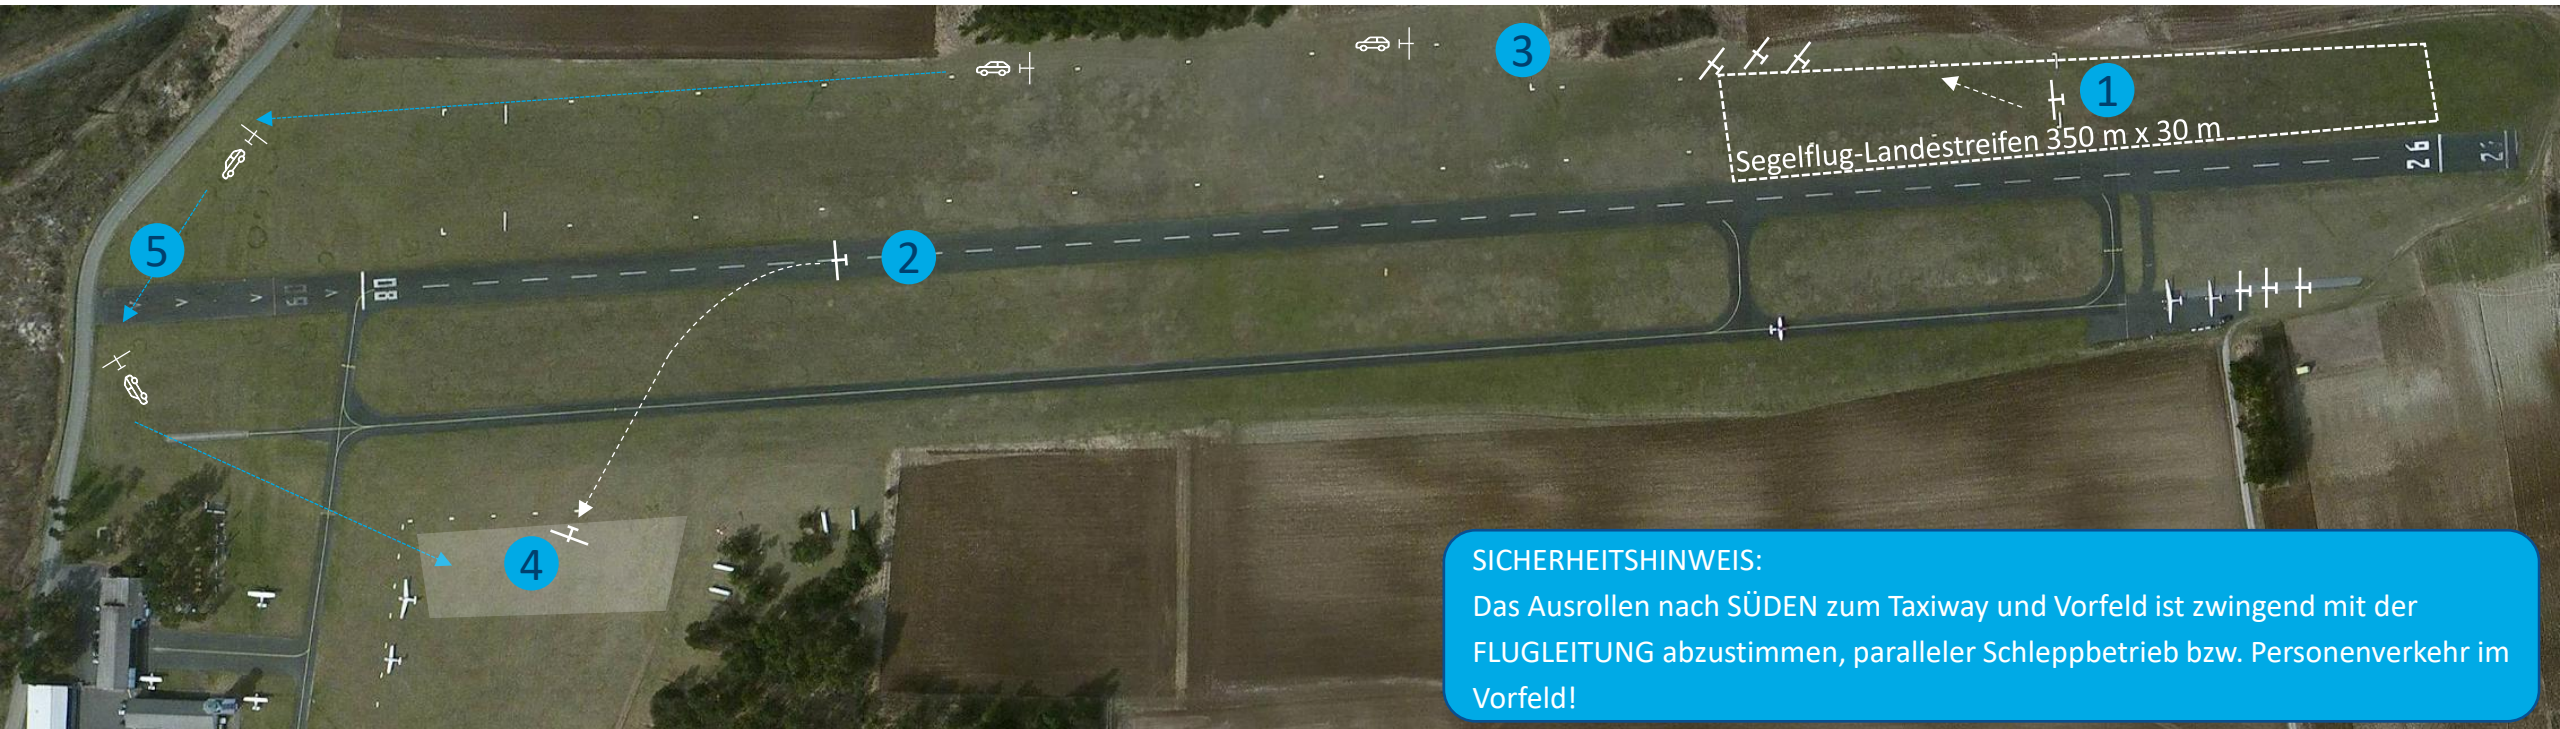 3
1
Segelflug-Landestreifen 350 m x 30 m
26
5
2
08
4
SICHERHEITSHINWEIS:
Das Ausrollen nach SÜDEN zum Taxiway und Vorfeld ist zwingend mit der
FLUGLEITUNG abzustimmen, paralleler Schleppbetrieb bzw. Personenverkehr im
Vorfeld!